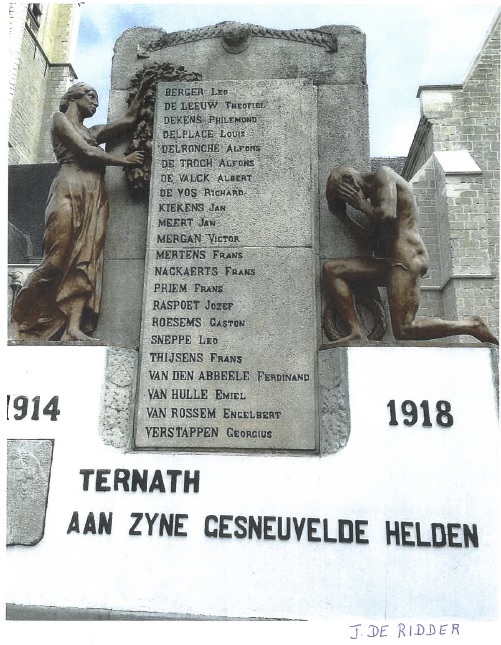 BERGER LEO
DE LEEUW THEOFIEL
DEKENS PHILEMOND
DELPLACE LOUIS
DELRONCHE ALFONS
DE TROCH ALFONS
DE VALCK ALBERT
DE VOS RICHARD
KIEKENS JAN
MEERT JAN
MERGAN VICTOR
MERTENS FRANS
NACKAERTS FRANS
PRIEM FRANS
RASPOET JOZEF
ROESEMS GASTON
SNEPPE LEO
THIJSENS FRANS
VAN DEN ABBEELE FERDINAND
VAN HULLE EMIEL
VAN ROSSEM ENGELBERT
VERSTAPPEN GEORGIUS
1914
1918
TERNATH
AAN ZYNE GESNEUVELDE HELDEN
J. DE RIDDER